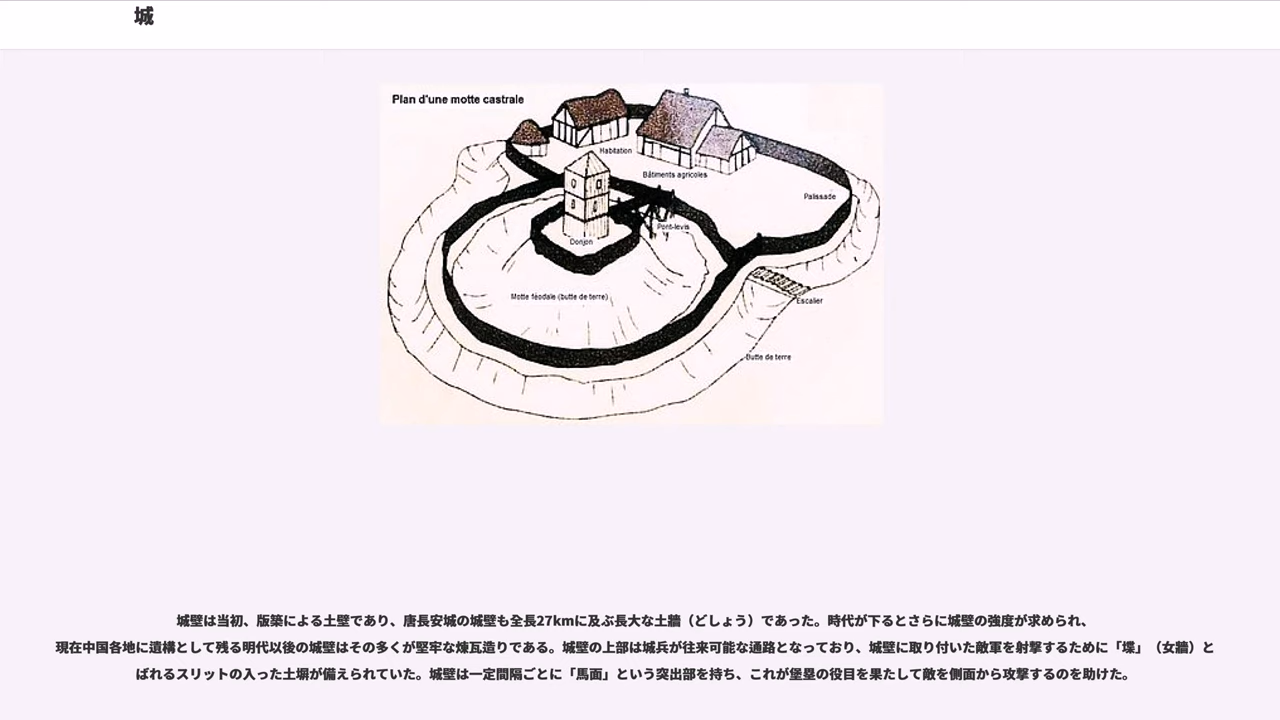 城
Plan d'une motte castrale
Habitation
Bâtiments agricoles
Palissade
Pont-levis
Donjon
Motte féodale (butte de terre)
Escalier
Butte de terre
城壁は当初、版築による土壁であり、唐長安城の城壁も全長27kmに及ぶ長大な土牆（どしょう）であった。時代が下るとさらに城壁の強度が求められ、
現在中国各地に遺構として残る明代以後の城壁はその多くが堅牢な煉瓦造りである。城壁の上部は城兵が往来可能な通路となっており、城壁に取り付いた敵軍を射撃するために「堞」（女牆）と
ばれるスリットの入った土塀が備えられていた。城壁は一定間隔ごとに「馬面」という突出部を持ち、これが堡塁の役目を果たして敵を側面から攻撃するのを助けた。